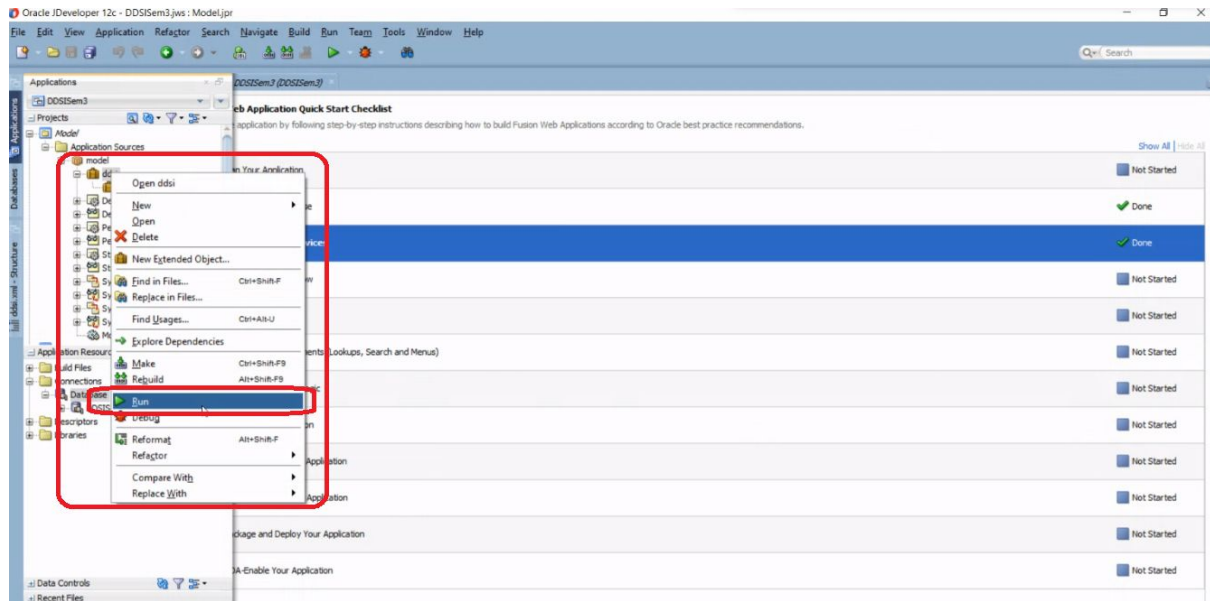 Oracle JDeveloper 12c - DDSISem3.jws : Model.jpr
File Edit View Application Refactor Search Navigate Build Run Team Tools Window Help
Search
Applications
DDSISem3 (DDSISem3)
DDSISem3
Projects
Model
Application Sources
model
Applications
Databases
Structure
ddsi.xml - Structure
eb Application Quick Start Checklist
application by following step-by-step instructions describing how to build Fusion Web Applications according to Oracle best practice recommendations.
Show All | Hide All
an Your Application
Not Started
Done
vices
Done
Not Started
Not Started
ents (Lookups, Search and Menus)
Not Started
Not Started
Not Started
Application
Not Started
Application
Not Started
ckage and Deploy Your Application
Not Started
OA-Enable Your Application
Not Started
Open ddsi
New
Open
Delete
New Extended Object...
Find in Files... Ctrl+Shift-F
Replace in Files...
Find Usages... Ctrl+Alt-U
Explore Dependencies
Make Ctrl+Shift-F9
Rebuild Alt+Shift-F9
Run
Debug
Reformat Alt+Shift-F
Refactor
Compare With
Replace With
Application Resourc
Build Files
Connections
Database
DDSIS
Descriptors
Libraries
Data Controls
Recent Files